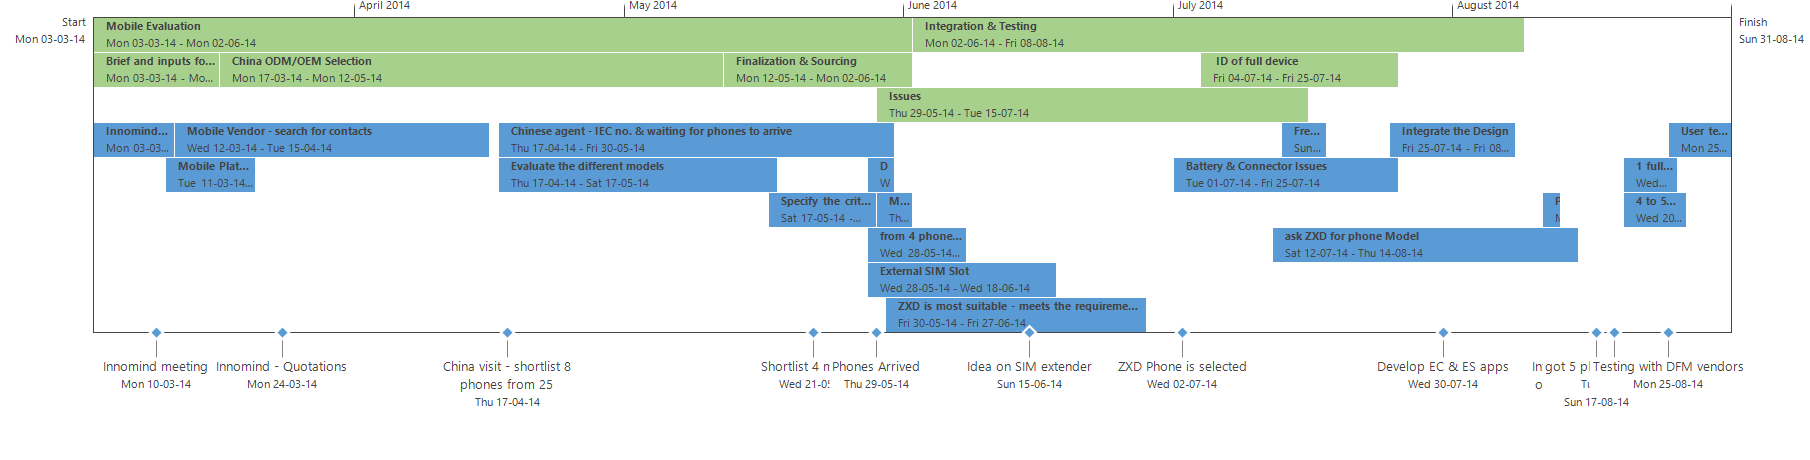 April 2014
May 2014
June 2014
July 2014
August 2014
Start
Mon 03-03-14
Finish
Sun 31-08-14
Mobile Evaluation
Mon 03-03-14 - Mon 02-06-14
Integration & Testing
Mon 02-06-14 - Fri 08-08-14
Brief and inputs fo...
Mon 03-03-14 - Mo...
China ODM/OEM Selection
Mon 17-03-14 - Mon 12-05-14
Finalization & Sourcing
Mon 12-05-14 - Mon 02-06-14
ID of full device
Fri 04-07-14 - Fri 25-07-14
Issues
Thu 29-05-14 - Tue 15-07-14
Innomind...
Mon 03-03...
Mobile Vendor - search for contacts
Wed 12-03-14 - Tue 15-04-14
Chinese agent - IEC no. & waiting for phones to arrive
Thu 17-04-14 - Fri 30-05-14
Fre...
Sun...
Integrate the Design
Fri 25-07-14 - Fri 08...
User te...
Mon 25...
Mobile Plat...
Tue 11-03-14...
Evaluate the different models
Thu 17-04-14 - Sat 17-05-14
D
W
Battery & Connector Issues
Tue 01-07-14 - Fri 25-07-14
1 full...
Wed...
Specify the crit...
Sat 17-05-14 -...
M...
Th...
4 to 5...
Wed 20...
from 4 phone...
Wed 28-05-14...
ask ZXD for phone Model
Sat 12-07-14 - Thu 14-08-14
External SIM Slot
Wed 28-05-14 - Wed 18-06-14
ZXD is most suitable - meets the requireme...
Fri 30-05-14 - Fri 27-06-14
Innomind meeting
Mon 10-03-14
Innomind - Quotations
Mon 24-03-14
China visit - shortlist 8
phones from 25
Thu 17-04-14
Shortlist 4
Wed 21-05
Phones Arrived
Thu 29-05-14
Idea on SIM extender
Sun 15-06-14
ZXD Phone is selected
Wed 02-07-14
Develop EC & ES apps
Wed 30-07-14
In
o
Sun 17-08-14
got 5
Testing with DFM vendors
Mon 25-08-14